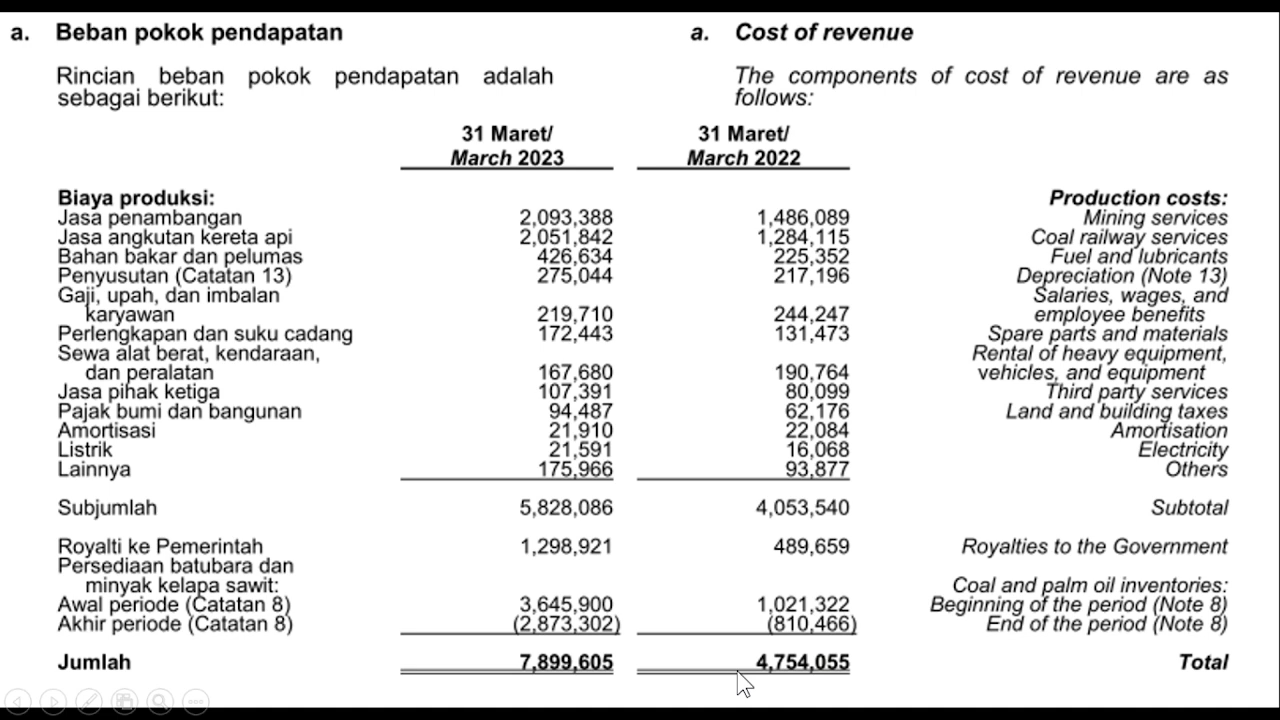 a. Beban pokok pendapatan a. Cost of revenue
Rincian beban pokok pendapatan adalah The components of cost of revenue are as
sebagai berikut: follows:
31 Maret/ 31 Maret/
March 2023 March 2022
Biaya produksi: Production costs:
Jasa penambangan 2,093,388 1,486,089 Mining services
Jasa angkutan kereta api 2,051,842 1,284,115 Coal railway services
Bahan bakar dan pelumas 426,634 225,352 Fuel and lubricants
Penyusutan (Catatan 13) 275,044 217,196 Depreciation (Note 13)
Gaji, upah, dan imbalan Salaries, wages, and
karyawan 219,710 244,247 employee benefits
Perlengkapan dan suku cadang 172,443 131,473 Spare parts and materials
Sewa alat berat, kendaraan, Rental of heavy equipment,
dan peralatan 167,680 190,764 vehicles, and equipment
Jasa pihak ketiga 107,391 80,099 Third party services
Pajak bumi dan bangunan 94,487 62,176 Land and building taxes
Amortisasi 21,910 22,084 Amortisation
Listrik 21,591 16,068 Electricity
Lainnya 175,966 93,877 Others
Subjumlah 5,828,086 4,053,540 Subtotal
Royalti ke Pemerintah 1,298,921 489,659 Royalties to the Government
Persediaan batubara dan
minyak kelapa sawit: Coal and palm oil inventories:
Awal periode (Catatan 8) 3,645,900 1,021,322 Beginning of the period (Note 8)
Akhir periode (Catatan 8) (2,873,302) (810,466) End of the period (Note 8)
Jumlah 7,899,605 4,754,055 Total